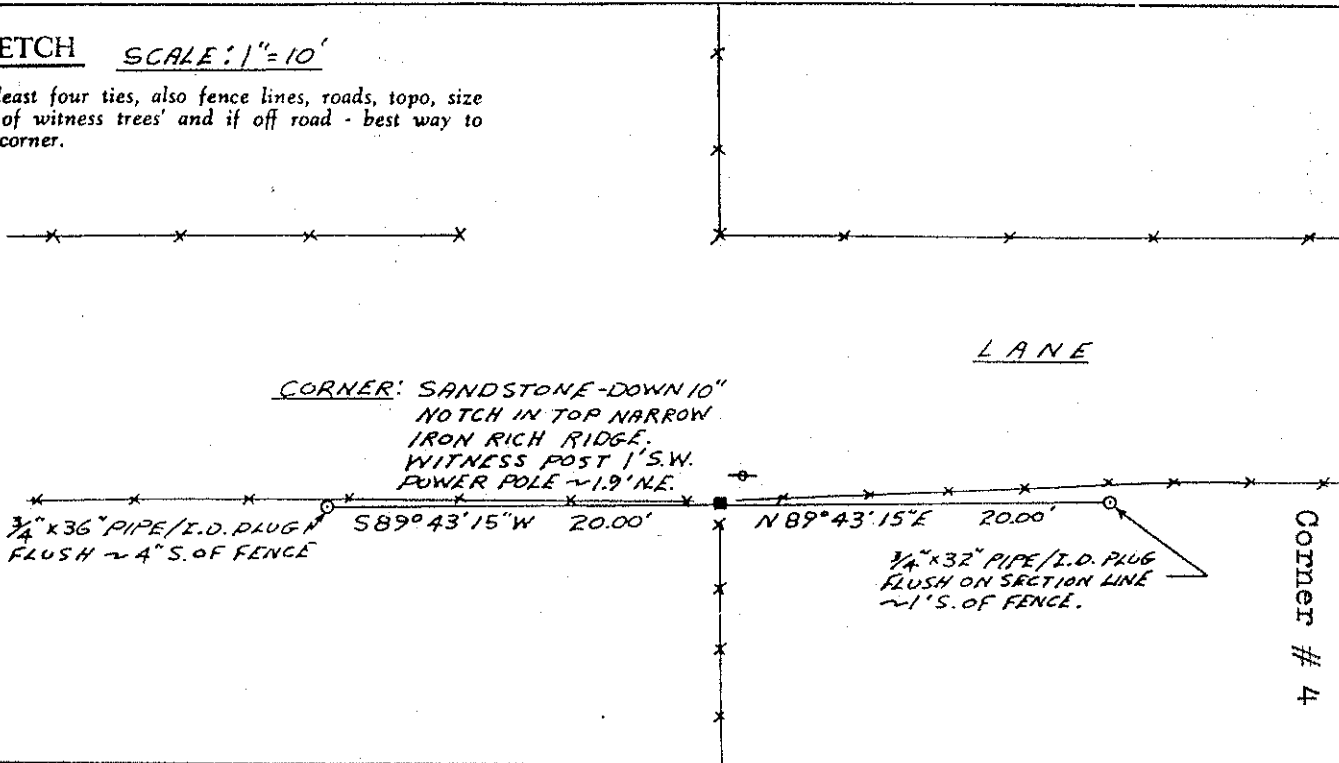 ETCH SCALE: 1"=10'
least four ties, also fence lines, roads, topo, size
of witness trees' and if off road - best way to
corner.
LANE
CORNER: SANDSTONE-DOWN 10"
NOTCH IN TOP NARROW
IRON RICH RIDGE.
WITNESS POST 1' S.W.
POWER POLE ~1.9' N.E.
3/4" x 36" PIPE/I.D. PLUG
FLUSH ~ 4" S. OF FENCE
S89°43'15"W 20.00'
N89°43'15"E 20.00'
3/4" x 32" PIPE/I.D. PLUG
FLUSH ON SECTION LINE
~1' S. OF FENCE.
Corner # 4